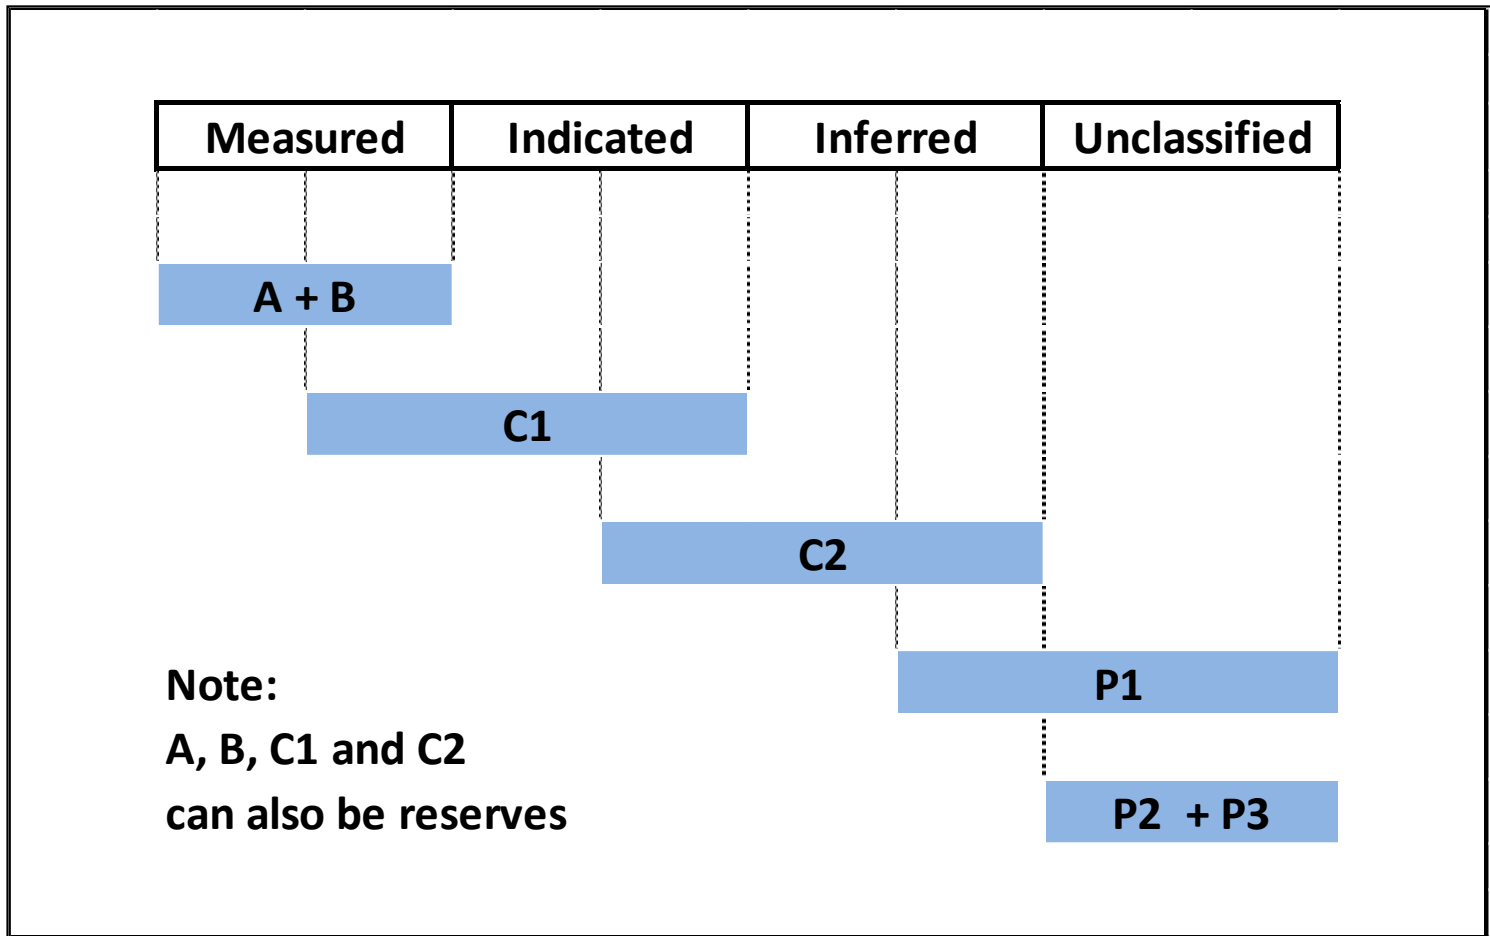 Measured Indicated Inferred Unclassified
A + B
C1
C2
P1
P2 + P3
Note:
A, B, C1 and C2
can also be reserves